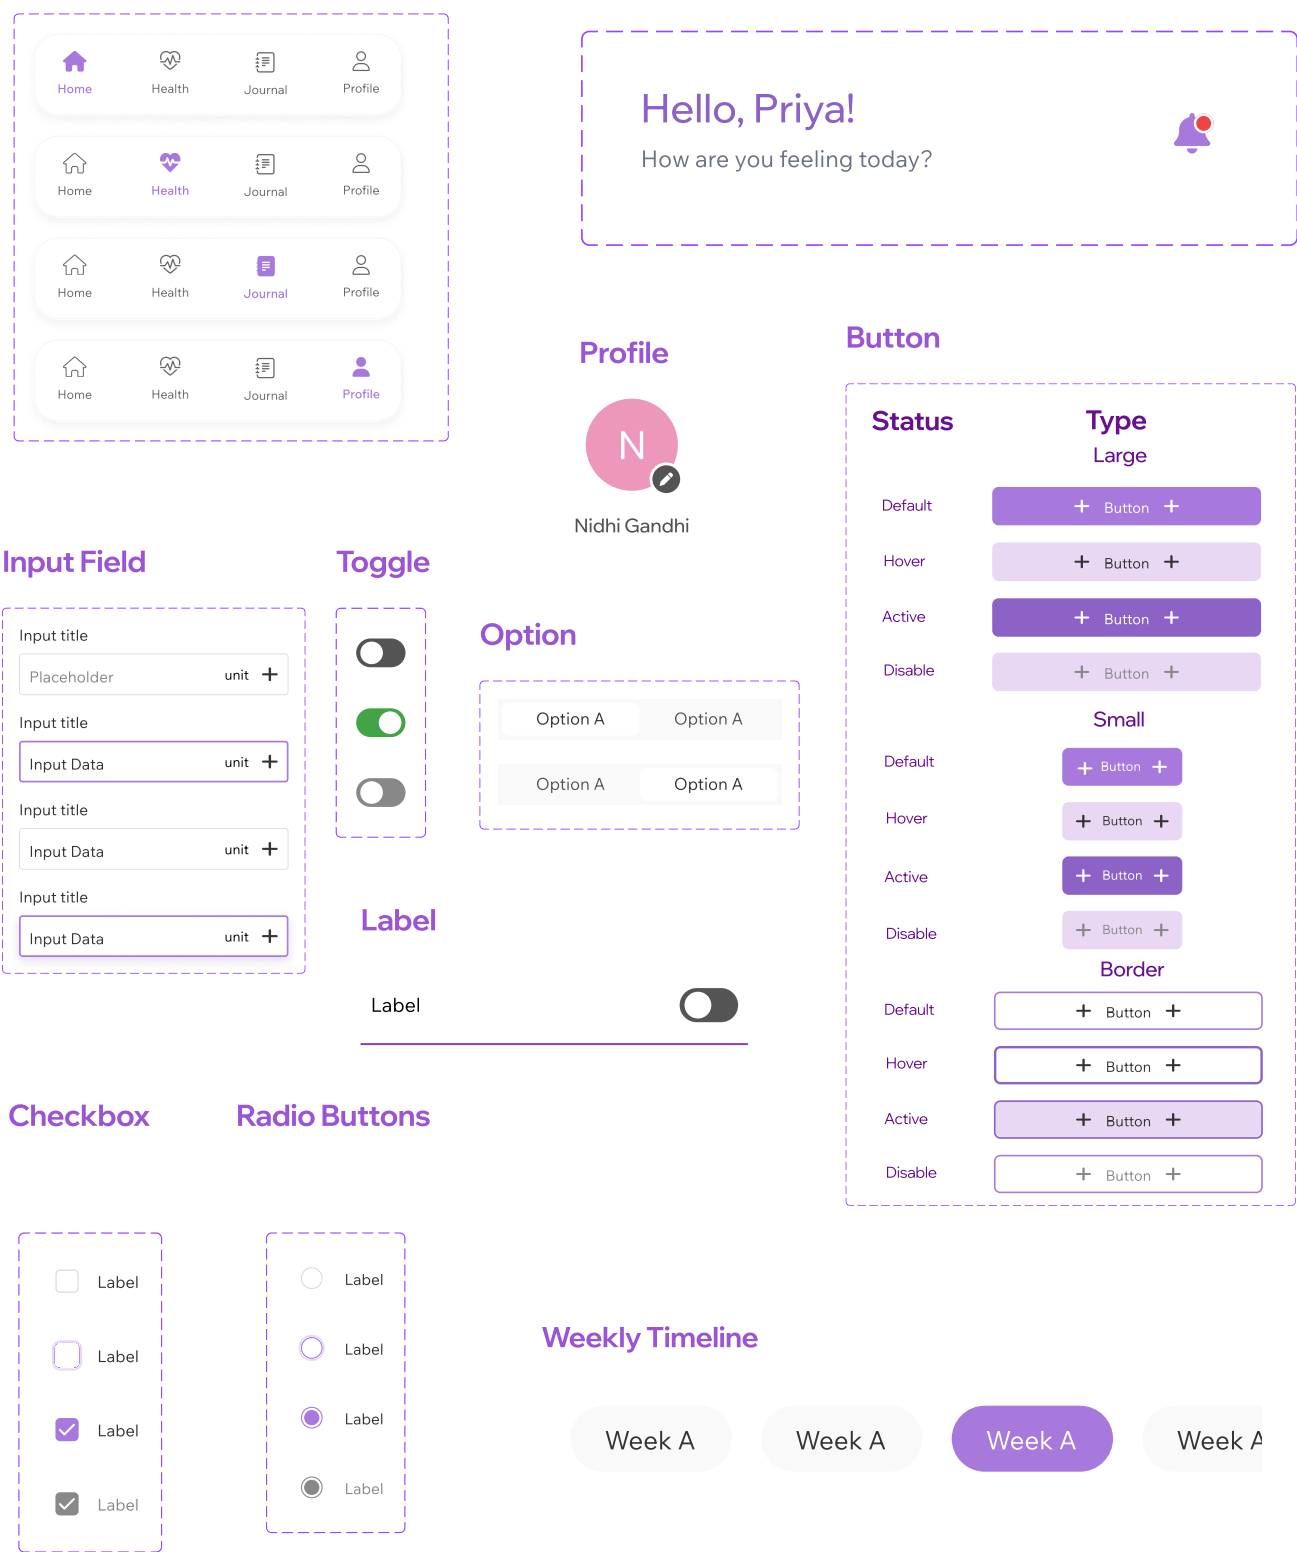 Home Health Journal Profile
Home Health Journal Profile
Home Health Journal Profile
Home Health Journal Profile
Hello, Priya!
How are you feeling today?
Profile
N
Nidhi Gandhi
Button
Status Type
Large
Default Button
Hover Button
Active Button
Disable Button
Small
Default Button
Hover Button
Active Button
Disable Button
Border
Default Button
Hover Button
Active Button
Disable Button
Input Field
Input title
Placeholder unit
Input title
Input Data unit
Input title
Input Data unit
Input title
Input Data unit
Toggle
Option
Option A Option A
Option A Option A
Label
Label
Checkbox
Label
Label
Label
Label
Radio Buttons
Label
Label
Label
Label
Weekly Timeline
Week A Week A Week A Week A